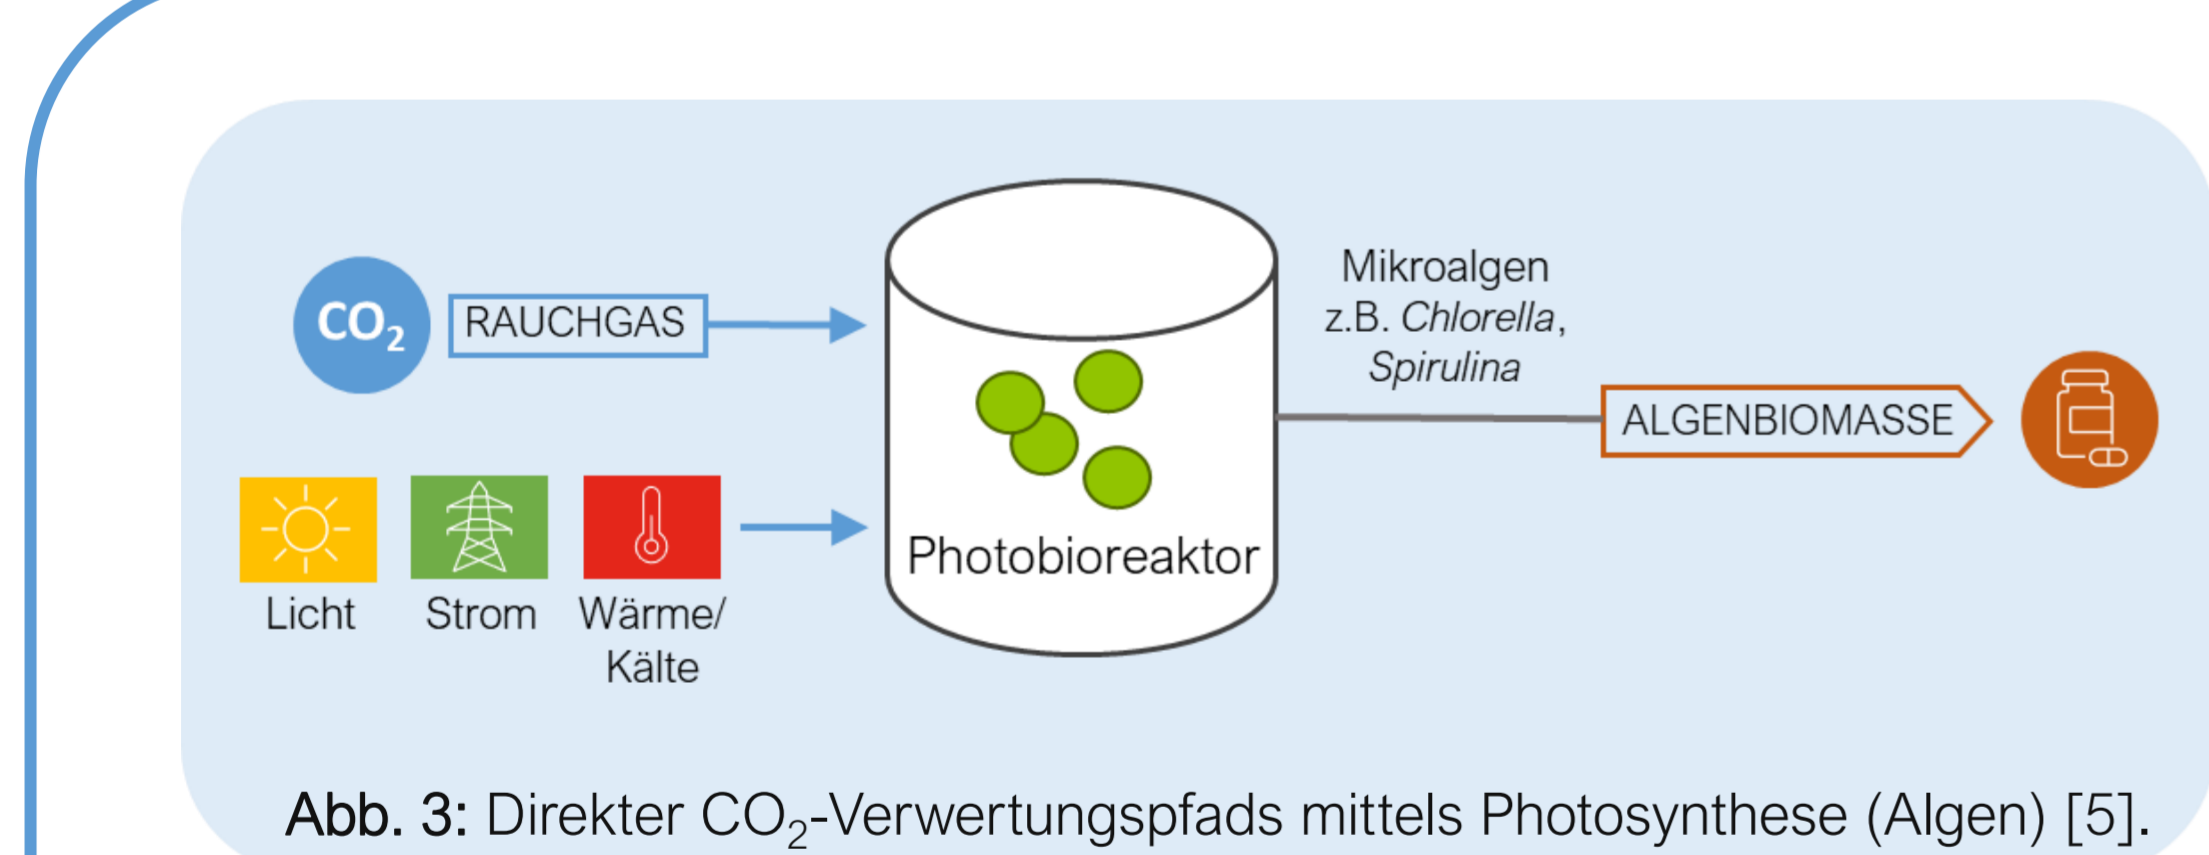 CO₂
RAUCHGAS
Mikroalgen
z.B. Chlorella,
Spirulina
ALGENBIOMASSE
Licht
Strom
Wärme/
Kälte
Photobioreaktor
Abb. 3: Direkter CO₂-Verwertungspfads mittels Photosynthese (Algen) [5].